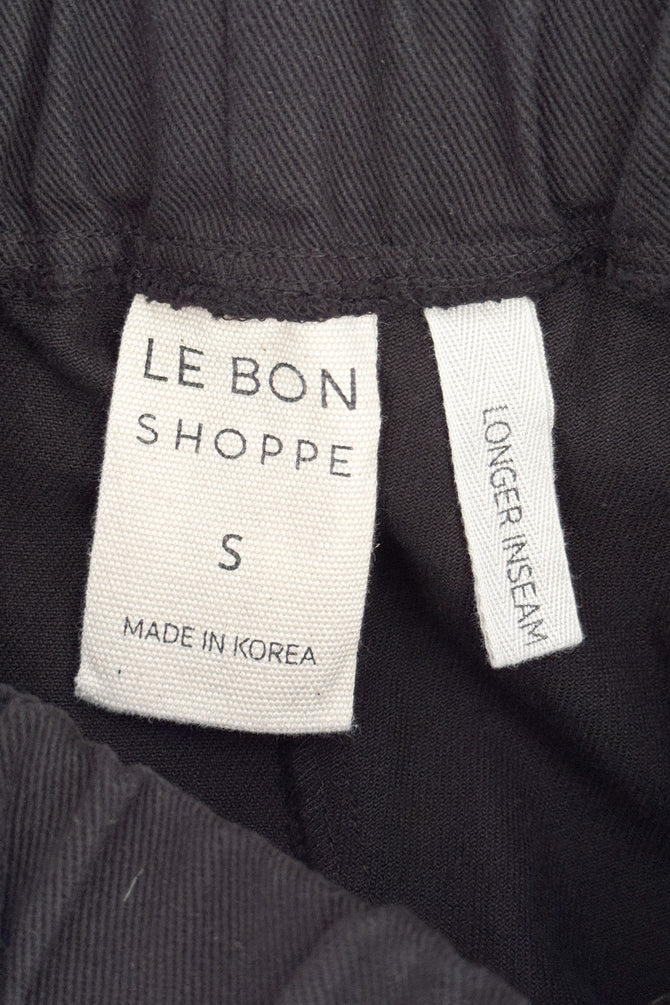 LE BON
SHOPPE
S
MADE IN KOREA
LONGER INSEAM